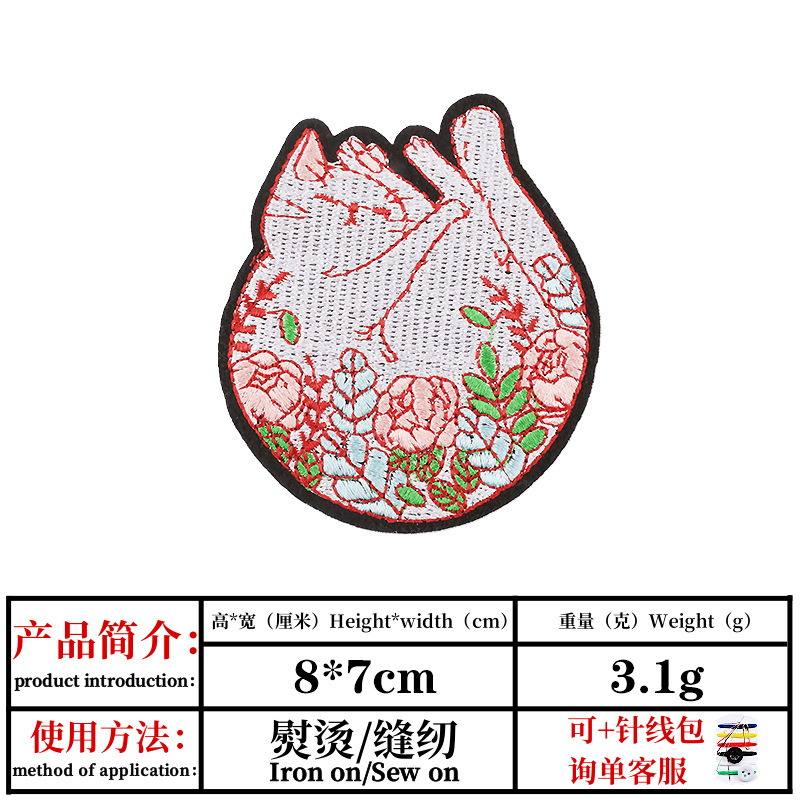 产品简介：
product introduction：
高*宽（厘米）Height*width（cm）
重量（克）Weight（g）
8*7cm
3.1g
使用方法：
method of application：
熨烫/缝纫
Iron on/Sew on
可+针线包
询单客服